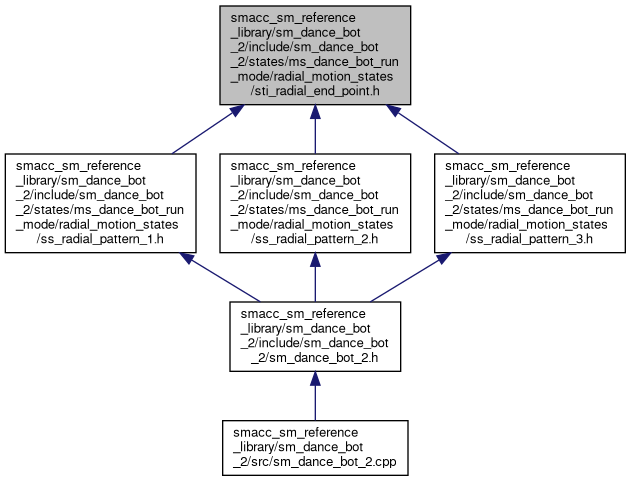 smacc_sm_reference
_library/sm_dance_bot
_2/include/sm_dance_bot
_2/states/ms_dance_bot_run
_mode/radial_motion_states
/sti_radial_end_point.h
smacc_sm_reference
_library/sm_dance_bot
_2/include/sm_dance_bot
_2/states/ms_dance_bot_run
_mode/radial_motion_states
/ss_radial_pattern_1.h
smacc_sm_reference
_library/sm_dance_bot
_2/include/sm_dance_bot
_2/states/ms_dance_bot_run
_mode/radial_motion_states
/ss_radial_pattern_2.h
smacc_sm_reference
_library/sm_dance_bot
_2/include/sm_dance_bot
_2/states/ms_dance_bot_run
_mode/radial_motion_states
/ss_radial_pattern_3.h
smacc_sm_reference
_library/sm_dance_bot
_2/include/sm_dance_bot
_2/sm_dance_bot_2.h
smacc_sm_reference
_library/sm_dance_bot
_2/src/sm_dance_bot_2.cpp